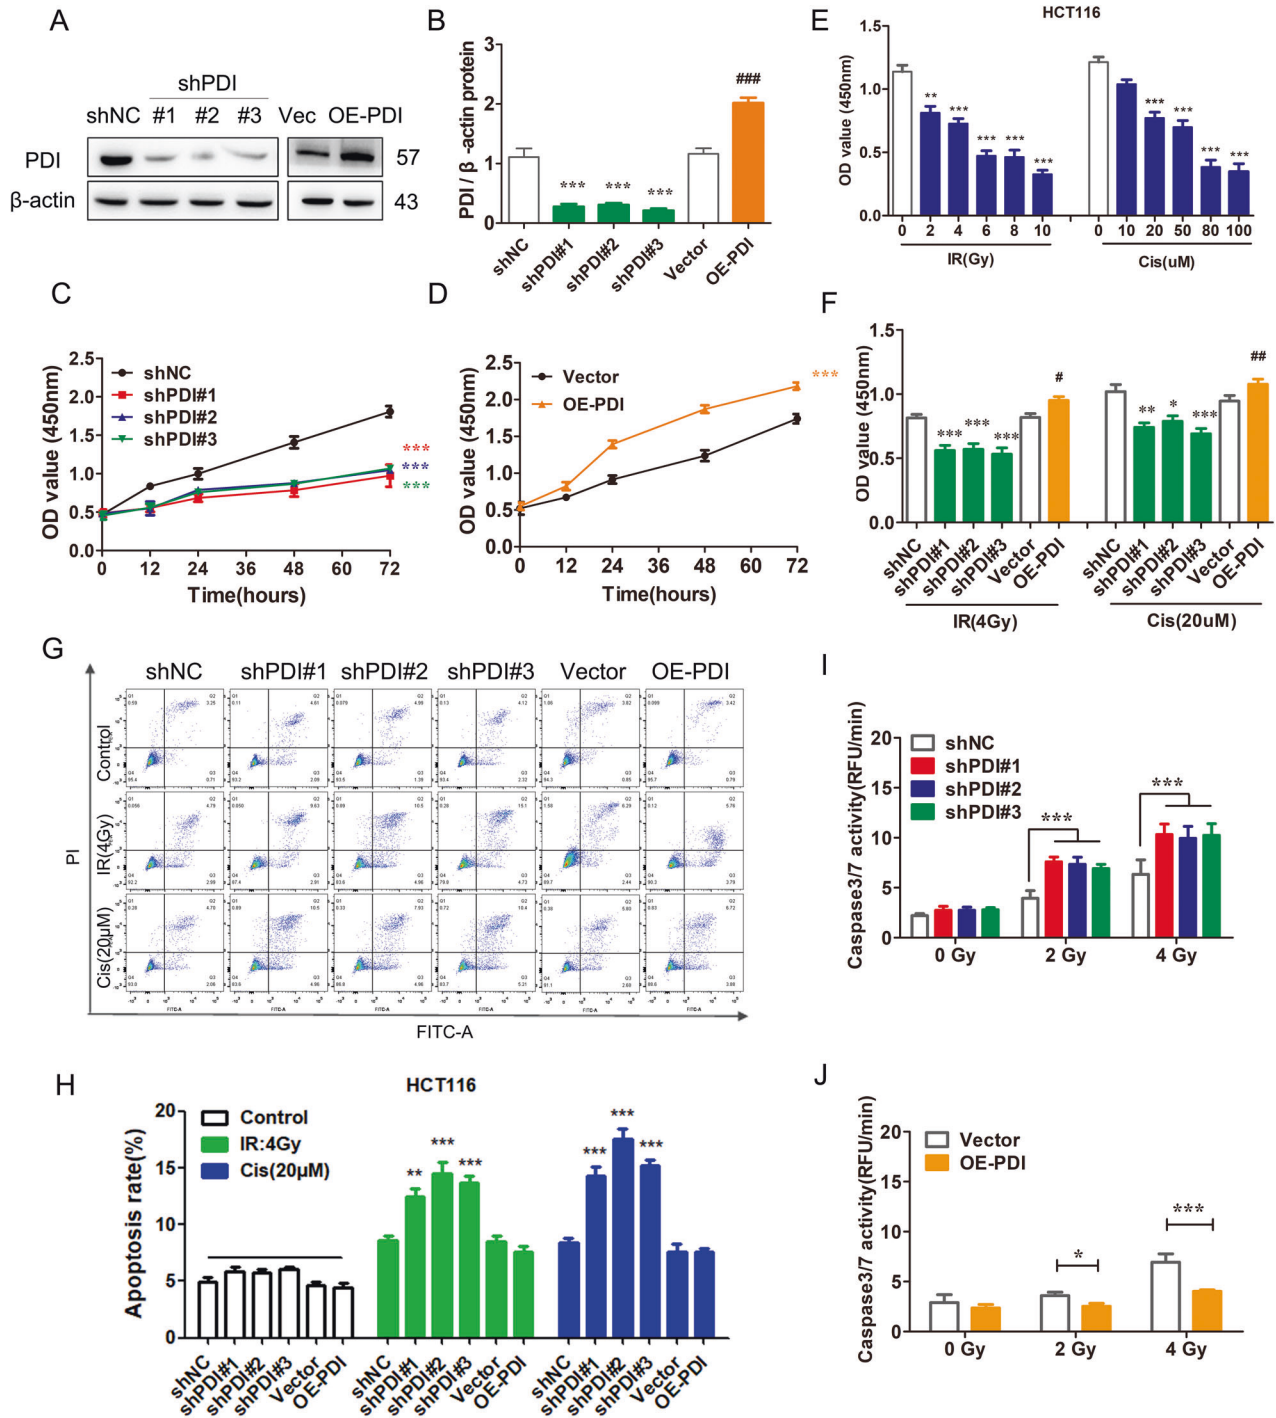 A
shPDI
shNC #1 #2 #3 Vec OE-PDI
PDI 57
β-actin 43
B
PDI / β -actin protein
3
2
1
0
***
***
***
###
shNC
shPDI#1
shPDI#2
shPDI#3
Vector
OE-PDI
E
HCT116
OD value (450nm)
1.5
1.0
0.5
0.0
** *** *** *** ***
*** *** *** ***
0 2 4 6 8 10 0 10 20 50 80 100
IR(Gy) Cis(uM)
C
OD value (450nm)
2.5
2.0
1.5
1.0
0.5
0.0
shNC
shPDI#1
shPDI#2
shPDI#3
***
***
***
0 12 24 36 48 60 72
Time(hours)
D
OD value (450nm)
2.5
2.0
1.5
1.0
0.5
0.0
Vector
OE-PDI
***
0 12 24 36 48 60 72
Time(hours)
F
OD value (450nm)
1.5
1.0
0.5
0.0
*** *** *** #
** * *** ##
shNC
shPDI#1
shPDI#2
shPDI#3
Vector
OE-PDI
shNC
shPDI#1
shPDI#2
shPDI#3
Vector
OE-PDI
IR(4Gy) Cis(20uM)
G
shNC shPDI#1 shPDI#2 shPDI#3 Vector OE-PDI
Control
IR(4Gy)
Cis(20μM)
PI
FITC-A
I
Caspase3/7 activity(RFU/min)
20
15
10
5
0
shNC
shPDI#1
shPDI#2
shPDI#3
***
***
0 Gy 2 Gy 4 Gy
H
HCT116
Apoptosis rate(%)
20
15
10
5
0
Control
IR:4Gy
Cis(20μM)
** *** ***
*** *** ***
shNC
shPDI#1
shPDI#2
shPDI#3
Vector
OE-PDI
shNC
shPDI#1
shPDI#2
shPDI#3
Vector
OE-PDI
shNC
shPDI#1
shPDI#2
shPDI#3
Vector
OE-PDI
J
Caspase3/7 activity(RFU/min)
20
15
10
5
0
Vector
OE-PDI
*
***
0 Gy 2 Gy 4 Gy